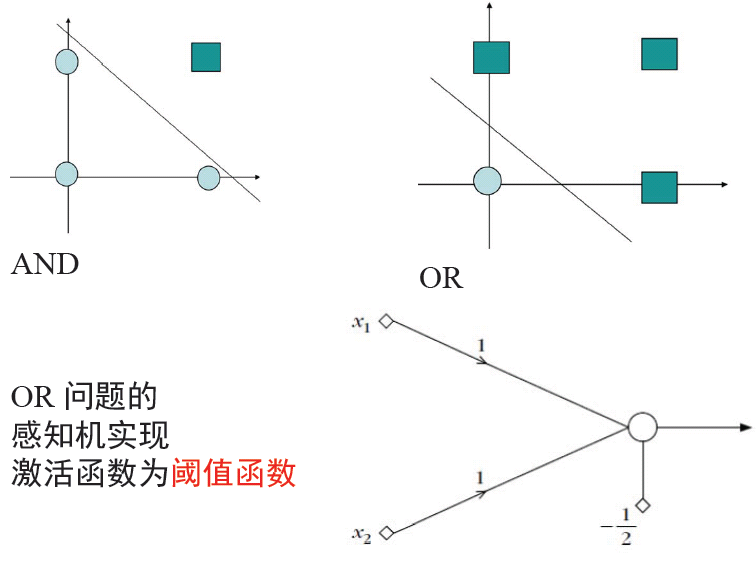 AND
OR
OR 问题的
感知机实现
激活函数为阈值函数
x₁
1
1
x₂
-1/2